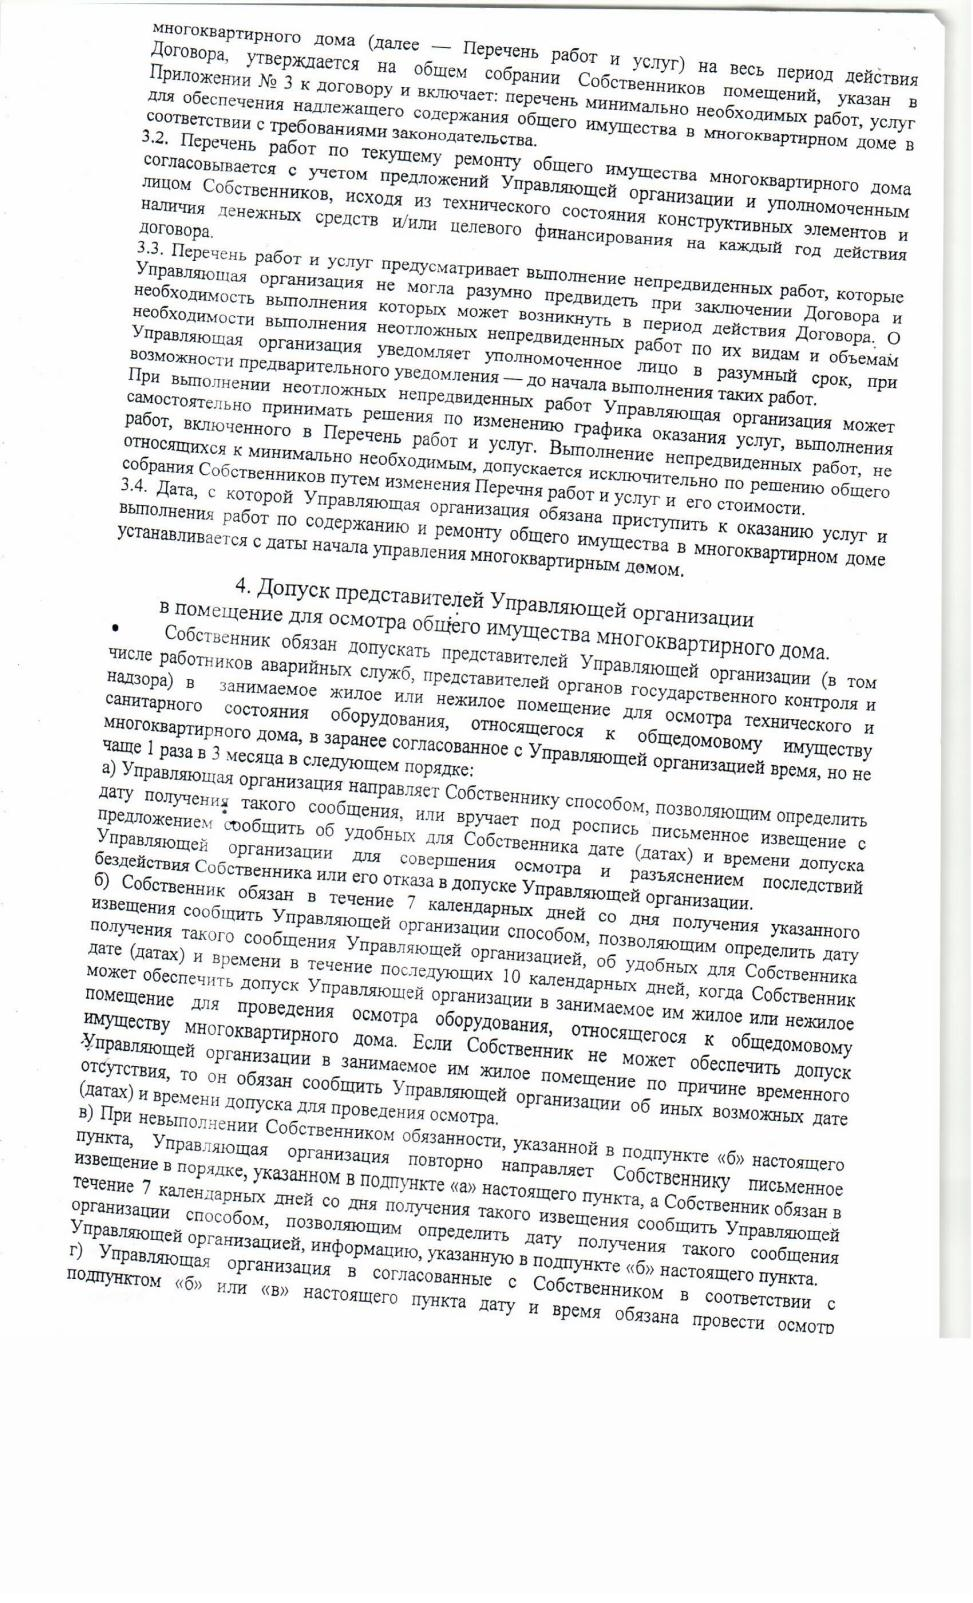 многоквартирного дома (далее — Перечень работ и услуг) на весь период действия
Договора, утверждается на общем собрании Собственников помещений, указан в
Приложении № 3 к договору и включает: перечень минимально необходимых работ, услуг
для обеспечения надлежащего содержания общего имущества в многоквартирном доме в
соответствии с требованиями законодательства.
3.2. Перечень работ по текущему ремонту общего имущества многоквартирного дома
согласовывается с учетом предложений Управляющей организации и уполномоченным
лицом Собственников, исходя из технического состояния конструктивных элементов и
наличия денежных средств и/или целевого финансирования на каждый год действия
договора.
3.3. Перечень работ и услуг предусматривает выполнение непредвиденных работ, которые
Управляющая организация не могла разумно предвидеть при заключении Договора и
необходимость выполнения которых может возникнуть в период действия Договора. О
необходимости выполнения неотложных непредвиденных работ по их видам и объемам
Управляющая организация уведомляет уполномоченное лицо в разумный срок, при
возможности предварительного уведомления — до начала выполнения таких работ.
При выполнении неотложных непредвиденных работ Управляющая организация может
самостоятельно принимать решения по изменению графика оказания услуг, выполнения
работ, включенного в Перечень работ и услуг. Выполнение непредвиденных работ, не
относящихся к минимально необходимым, допускается исключительно по решению общего
собрания Собственников путем изменения Перечня работ и услуг и его стоимости.
3.4. Дата, с которой Управляющая организация обязана приступить к оказанию услуг и
выполнения работ по содержанию и ремонту общего имущества в многоквартирном доме
устанавливается с даты начала управления многоквартирным домом.
4. Допуск представителей Управляющей организации
в помещение для осмотра общего имущества многоквартирного дома.
• Собственник обязан допускать представителей Управляющей организации (в том
числе работников аварийных служб, представителей органов государственного контроля и
надзора) в занимаемое жилое или нежилое помещение для осмотра технического и
санитарного состояния оборудования, относящегося к общедомовому имуществу
многоквартирного дома, в заранее согласованное с Управляющей организацией время, но не
чаще 1 раза в 3 месяца в следующем порядке:
а) Управляющая организация направляет Собственнику способом, позволяющим определить
дату получения такого сообщения, или вручает под роспись письменное извещение с
предложением сообщить об удобных для Собственника дате (датах) и времени допуска
Управляющей организации для совершения осмотра и разъяснением последствий
бездействия Собственника или его отказа в допуске Управляющей организации.
б) Собственник обязан в течение 7 календарных дней со дня получения указанного
извещения сообщить Управляющей организации способом, позволяющим определить дату
получения такого сообщения Управляющей организацией, об удобных для Собственника
дате (датах) и времени в течение последующих 10 календарных дней, когда Собственник
может обеспечить допуск Управляющей организации в занимаемое им жилое или нежилое
помещение для проведения осмотра оборудования, относящегося к общедомовому
имуществу многоквартирного дома. Если Собственник не может обеспечить допуск
Управляющей организации в занимаемое им жилое помещение по причине временного
отсутствия, то он обязан сообщить Управляющей организации об иных возможных дате
(датах) и времени допуска для проведения осмотра.
в) При невыполнении Собственником обязанности, указанной в подпункте «б» настоящего
пункта, Управляющая организация повторно направляет Собственнику письменное
извещение в порядке, указанном в подпункте «а» настоящего пункта, а Собственник обязан в
течение 7 календарных дней со дня получения такого извещения сообщить Управляющей
организации способом, позволяющим определить дату получения такого сообщения
Управляющей организацией, информацию, указанную в подпункте «б» настоящего пункта.
г) Управляющая организация в согласованные с Собственником в соответствии с
подпунктом «б» или «в» настоящего пункта дату и время обязана провести осмотр